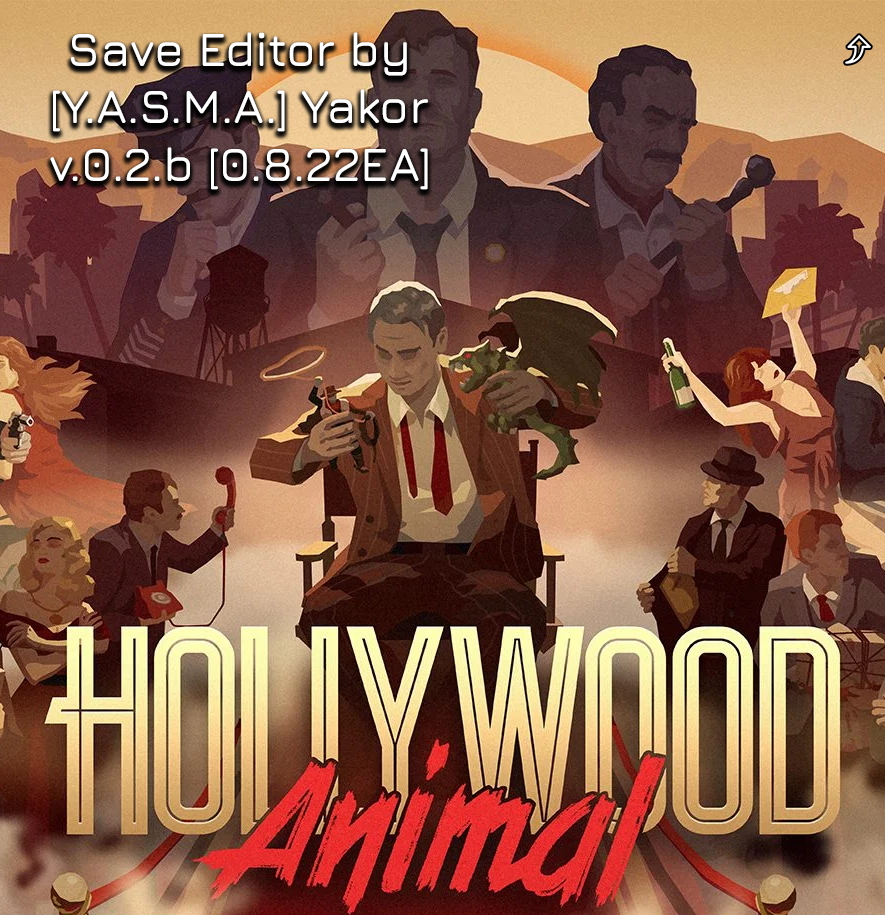 Save Editor by
[Y.A.S.M.A.] Yakor
v.0.2.b [0.8.22EA]
HOLLYWOOD
Animal